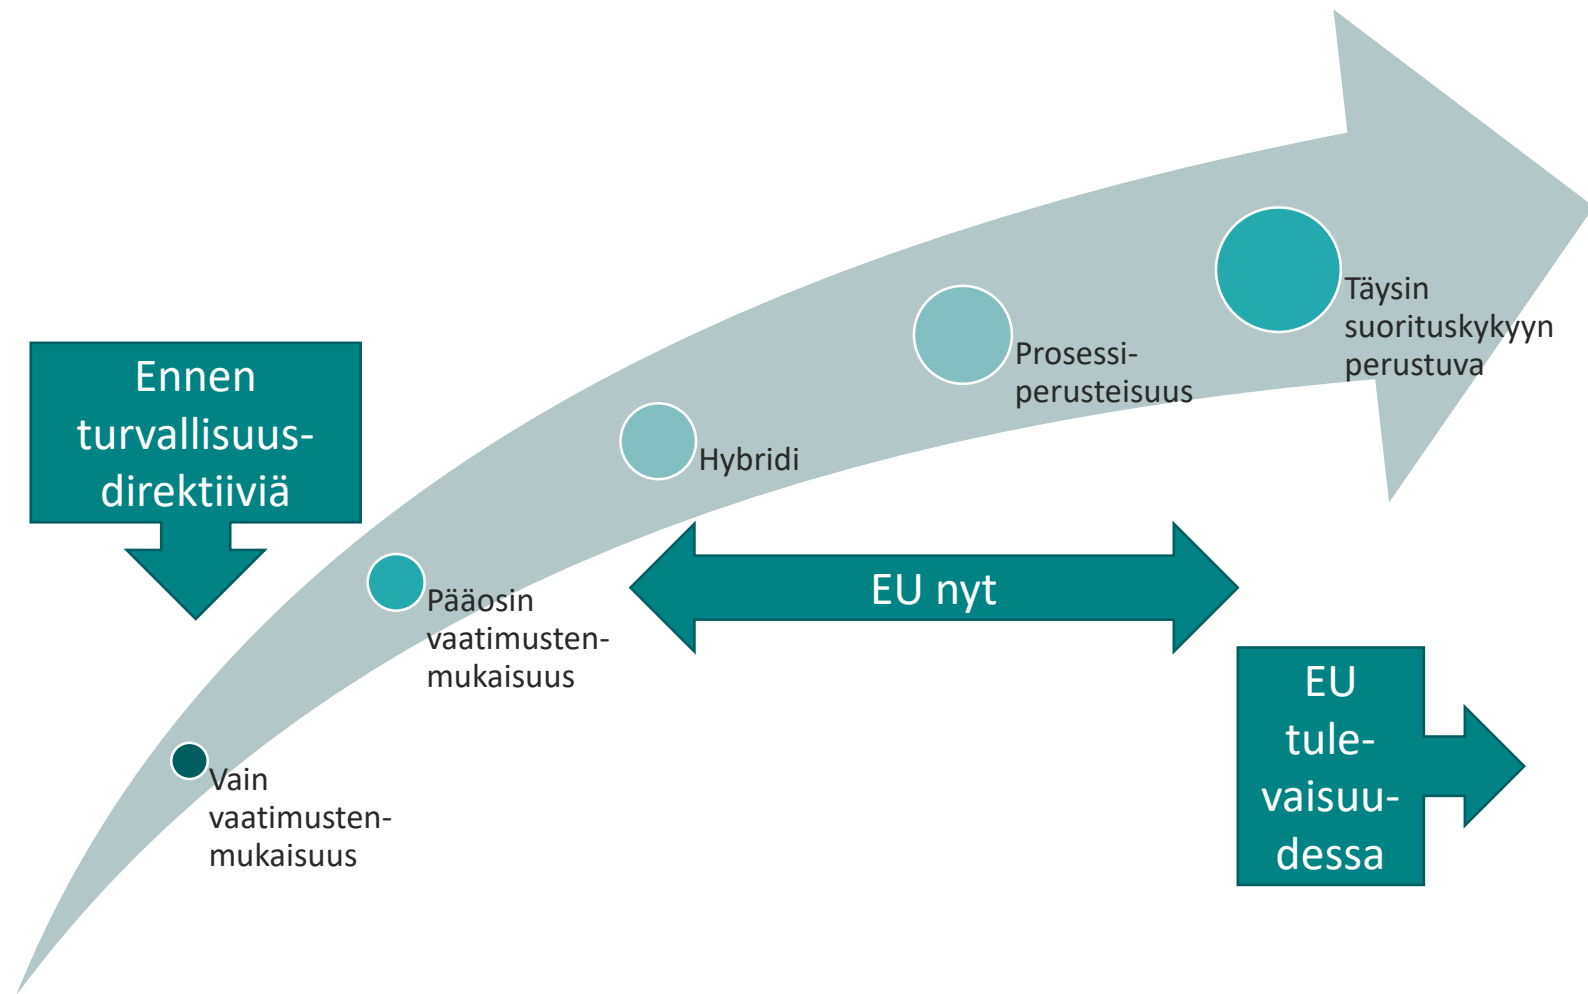 Ennen
turvallisuus-
direktiiviä
Vain
vaatimusten-
mukaisuus
Pääosin
vaatimusten-
mukaisuus
Hybridi
Prosessi-
perusteisuus
Täysin
suorituskykyyn
perustuva
EU nyt
EU
tule-
vaisuu-
dessa